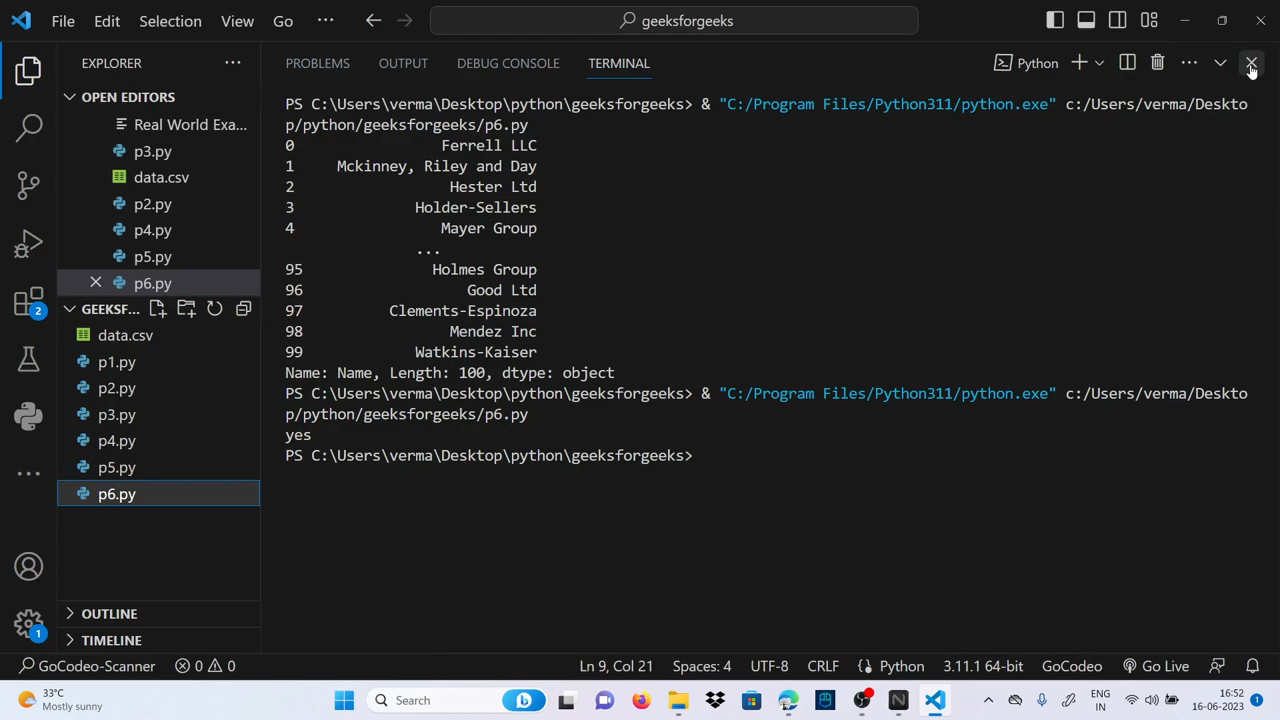 File Edit Selection View Go ··· geeksforgeeks
EXPLORER ···
OPEN EDITORS
Real World Exa...
p3.py
data.csv
p2.py
p4.py
p5.py
p6.py
GEEKSF...
data.csv
p1.py
p2.py
p3.py
p4.py
p5.py
p6.py
OUTLINE
TIMELINE
2
1
PROBLEMS OUTPUT DEBUG CONSOLE TERMINAL Python
PS C:\Users\verma\Desktop\python\geeksforgeeks> & "C:/Program Files/Python311/python.exe" c:/Users/verma/Deskto
p/python/geeksforgeeks/p6.py
0 Ferrell LLC
1 Mckinney, Riley and Day
2 Hester Ltd
3 Holder-Sellers
4 Mayer Group
...
95 Holmes Group
96 Good Ltd
97 Clements-Espinoza
98 Mendez Inc
99 Watkins-Kaiser
Name: Name, Length: 100, dtype: object
PS C:\Users\verma\Desktop\python\geeksforgeeks> & "C:/Program Files/Python311/python.exe" c:/Users/verma/Deskto
p/python/geeksforgeeks/p6.py
yes
PS C:\Users\verma\Desktop\python\geeksforgeeks>
GoCodeo-Scanner 0 0 Ln 9, Col 21 Spaces: 4 UTF-8 CRLF Python 3.11.1 64-bit GoCodeo Go Live
33°C
Mostly sunny
Search
ENG
IN
16:52
16-06-2023
1